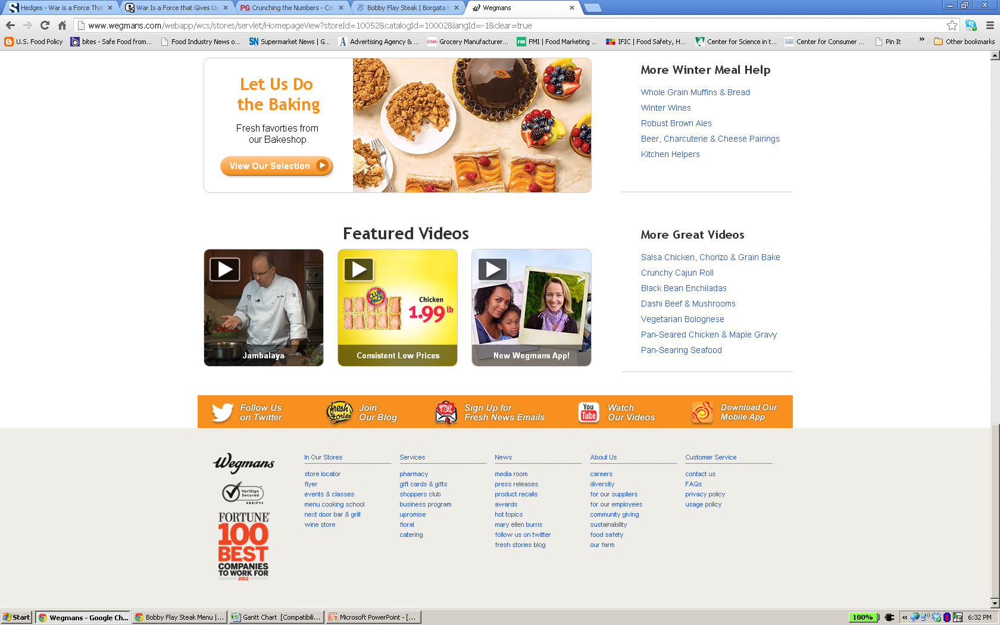 Hedges - War is a Force Tha
War Is a Force that Gives Us
PG Crunching the Numbers - Co
Bobby Flay Steak | Borgata H
Wegmans
www.wegmans.com/webapp/wcs/stores/servlet/HomepageView?storeId=10052&catalogId=10002&langId=-1&clear=true
U.S. Food Policy
bites - Safe Food from...
Food Industry News o...
SN Supermarket News | G...
Advertising Agency & ...
GMA Grocery Manufacturer...
FMI FMI | Food Marketing ...
IFIC | Food Safety, H...
Center for Science in t...
Center for Consumer ...
Pin It
»
Other bookmarks
Let Us Do
the Baking
Fresh favorties from
our Bakeshop.
View Our Selection
More Winter Meal Help
Whole Grain Muffins & Bread
Winter Wines
Robust Brown Ales
Beer, Charcuterie & Cheese Pairings
Kitchen Helpers
Featured Videos
Jambalaya
CLUB
PACK
Chicken
1.99 lb
Consistent Low Prices
New Wegmans App!
More Great Videos
Salsa Chicken, Chorizo & Grain Bake
Crunchy Cajun Roll
Black Bean Enchiladas
Dashi Beef & Mushrooms
Vegetarian Bolognese
Pan-Seared Chicken & Maple Gravy
Pan-Searing Seafood
Follow Us
on Twitter
fresh
stories
Join
Our Blog
Sign Up for
Fresh News Emails
You
Tube
Watch
Our Videos
Download Our
Mobile App
Wegmans
VeriSign
Secured
VERIFY
FORTUNE
100
BEST
COMPANIES
TO WORK FOR
2012
In Our Stores
store locator
flyer
events & classes
menu cooking school
next door bar & grill
wine store
Services
pharmacy
gift cards & gifts
shoppers club
business program
upromise
floral
catering
News
media room
press releases
product recalls
awards
hot topics
mary ellen burris
follow us on twitter
fresh stories blog
About Us
careers
diversity
for our suppliers
for our employees
community giving
sustainability
food safety
our farm
Customer Service
contact us
FAQs
privacy policy
usage policy
Start
Wegmans - Google Ch...
Bobby Flay Steak Menu |...
Gantt Chart [Compatibili...
Microsoft PowerPoint - [...
100%
«
6:32 PM